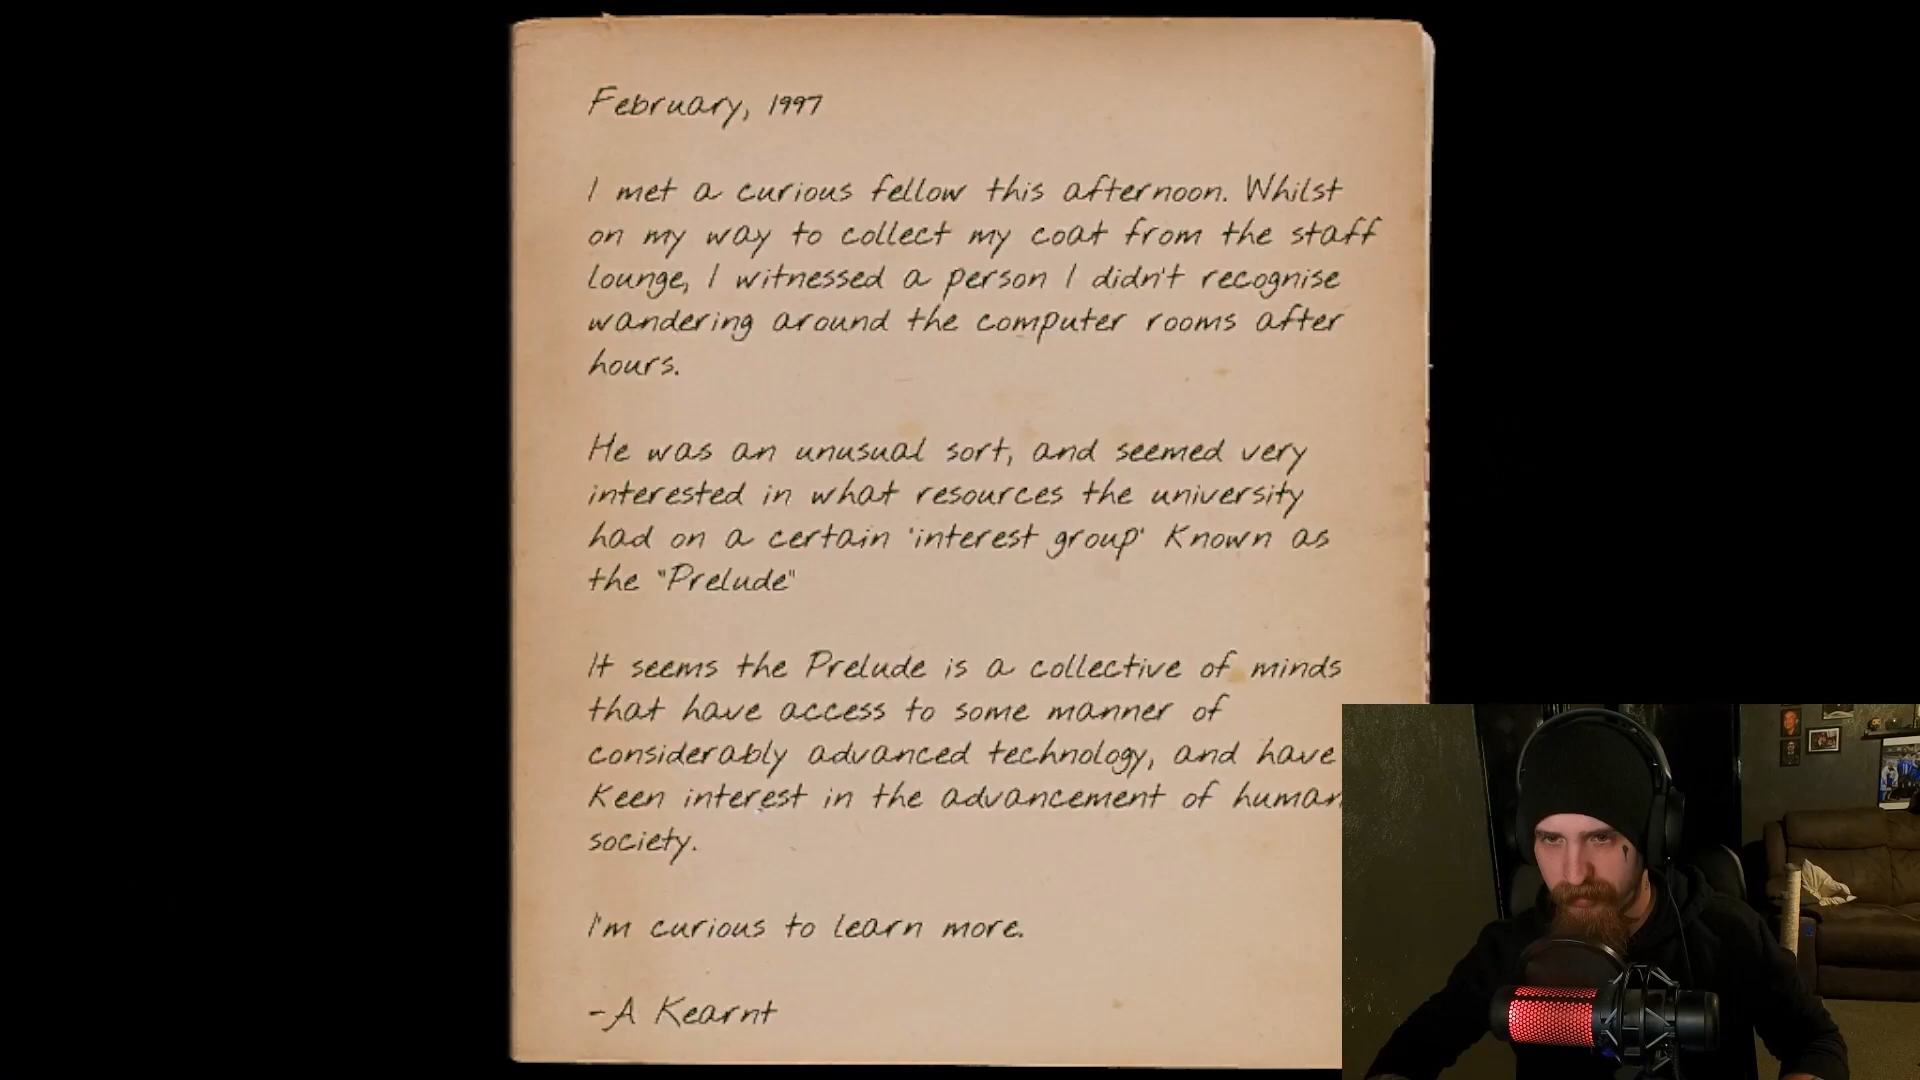 February, 1997
I met a curious fellow this afternoon. Whilst
on my way to collect my coat from the staff
lounge, I witnessed a person I didn't recognise
wandering around the computer rooms after
hours.
He was an unusual sort, and seemed very
interested in what resources the university
had on a certain 'interest group' Known as
the "Prelude"
It seems the Prelude is a collective of minds
that have access to some manner of
considerably advanced technology, and have
Keen interest in the advancement of human
society.
I'm curious to learn more.
-A Kearnt